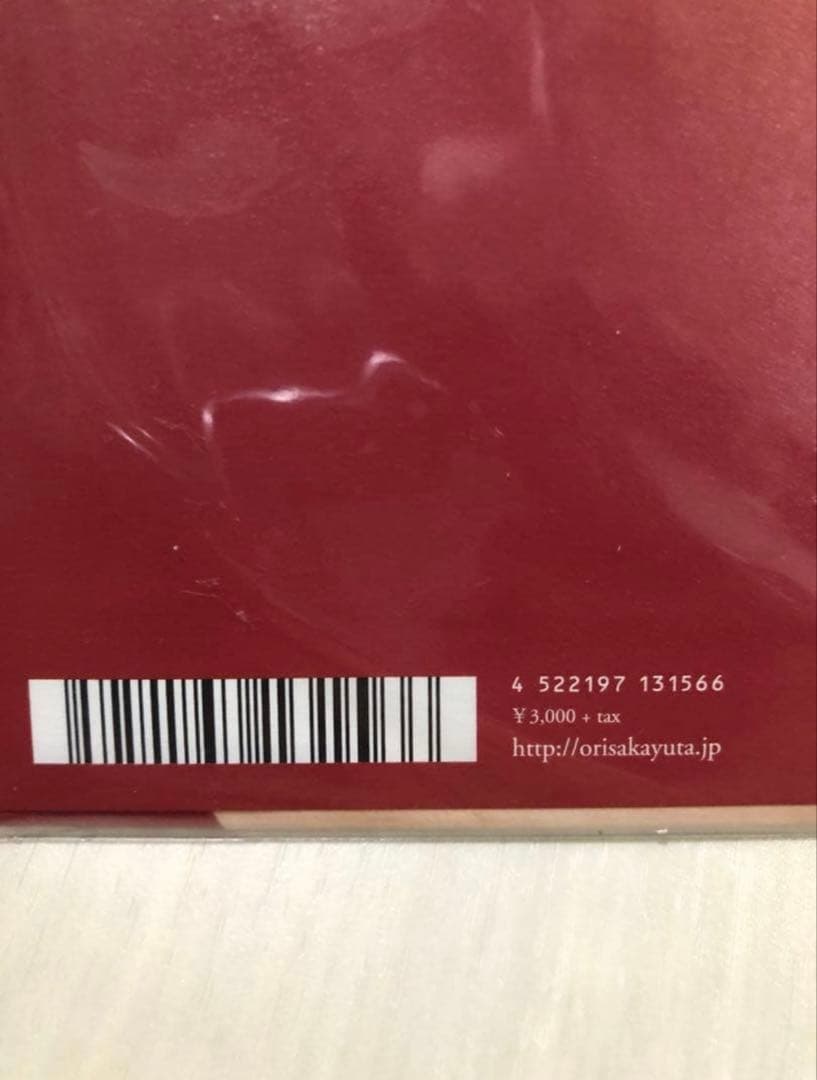 4 522197 131566
¥ 3,000 + tax
http://orisakayuta.jp